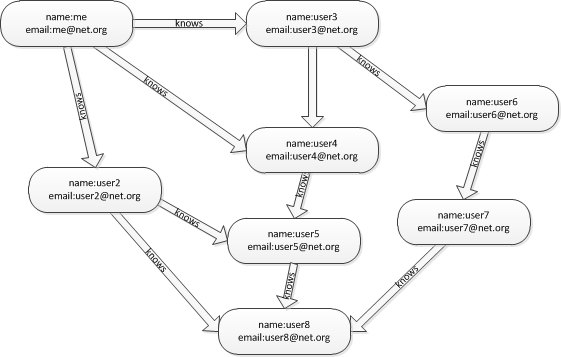 name:me
email:me@net.org
knows
name:user3
email:user3@net.org
knows
knows
knows
name:user6
email:user6@net.org
name:user4
email:user4@net.org
knows
name:user2
email:user2@net.org
know
knows
name:user7
email:user7@net.org
name:user5
email:user5@net.org
knows
knows
knows
name:user8
email:user8@net.org